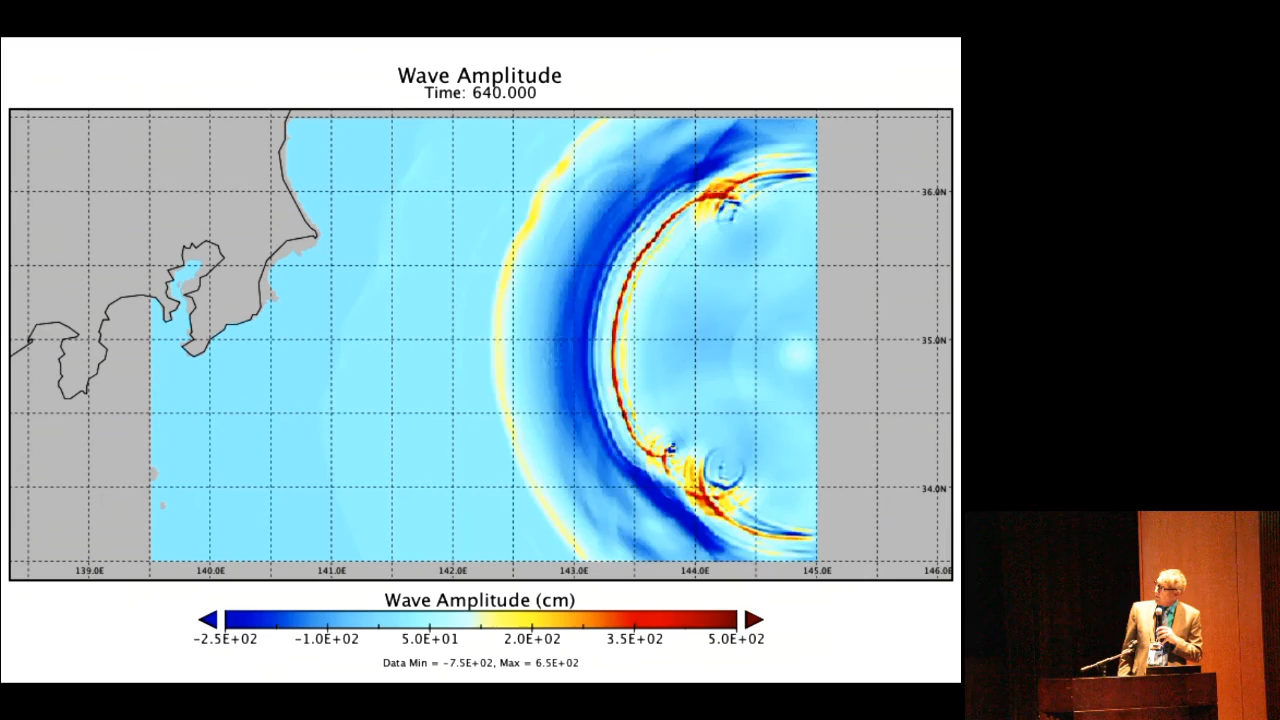 Wave Amplitude
Time: 640.000
36.0N
35.0N
34.0N
139.0E 140.0E 141.0E 142.0E 143.0E 144.0E 145.0E 146.0E
Wave Amplitude (cm)
-2.5E+02 -1.0E+02 5.0E+01 2.0E+02 3.5E+02 5.0E+02
Data Min = -7.5E+02, Max = 6.5E+02